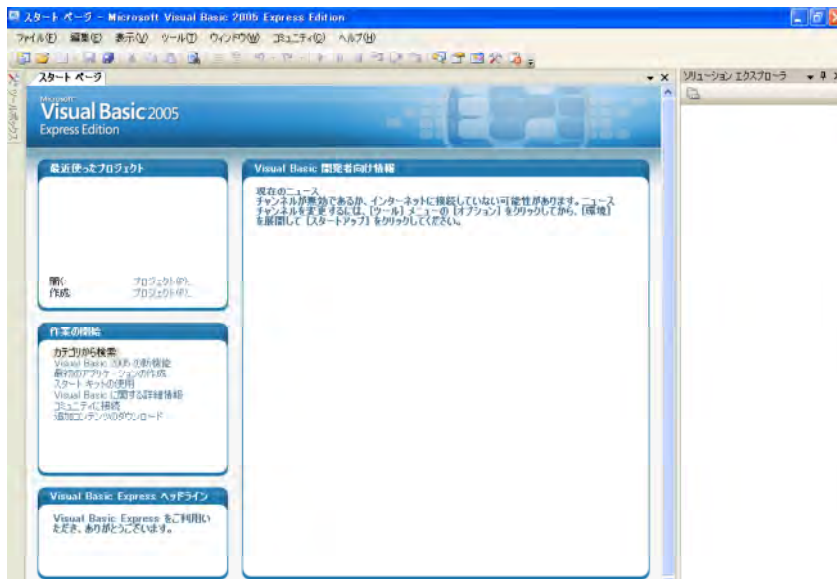 スタート ページ - Microsoft Visual Basic 2005 Express Edition
ファイル(F) 編集(E) 表示(V) ツール(T) ウィンドウ(W) コミュニティ(C) ヘルプ(H)
スタート ページ
ソリューション エクスプローラ
ツールボックス
Microsoft
Visual Basic 2005
Express Edition
最近使ったプロジェクト
開く: プロジェクト(P)...
作成: プロジェクト(P)...
作業の開始
カテゴリから検索
Visual Basic 2005 の新機能
最初のアプリケーションの作成
スタート キットの使用
Visual Basic に関する詳細情報
コミュニティに接続
追加コンテンツのダウンロード
Visual Basic Express ヘッドライン
Visual Basic Express をご利用い
ただき、ありがとうございます。
Visual Basic 開発者向け情報
現在のニュース
チャンネルが無効であるか、インターネットに接続していない可能性があります。ニュース
チャンネルを変更するには、[ツール] メニューの [オプション] をクリックしてから、[環境]
を展開して [スタートアップ] をクリックしてください。